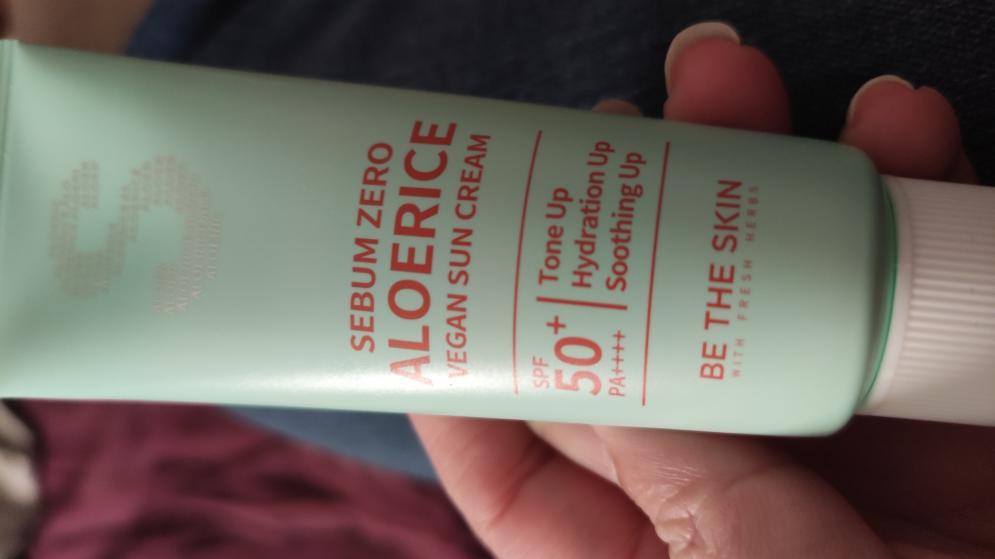 SEBUM ZERO
ALOERICE
VEGAN SUN CREAM
SPF
50+
PA++++
Tone Up
Hydration Up
Soothing Up
BE THE SKIN
WITH FRESH HERBS